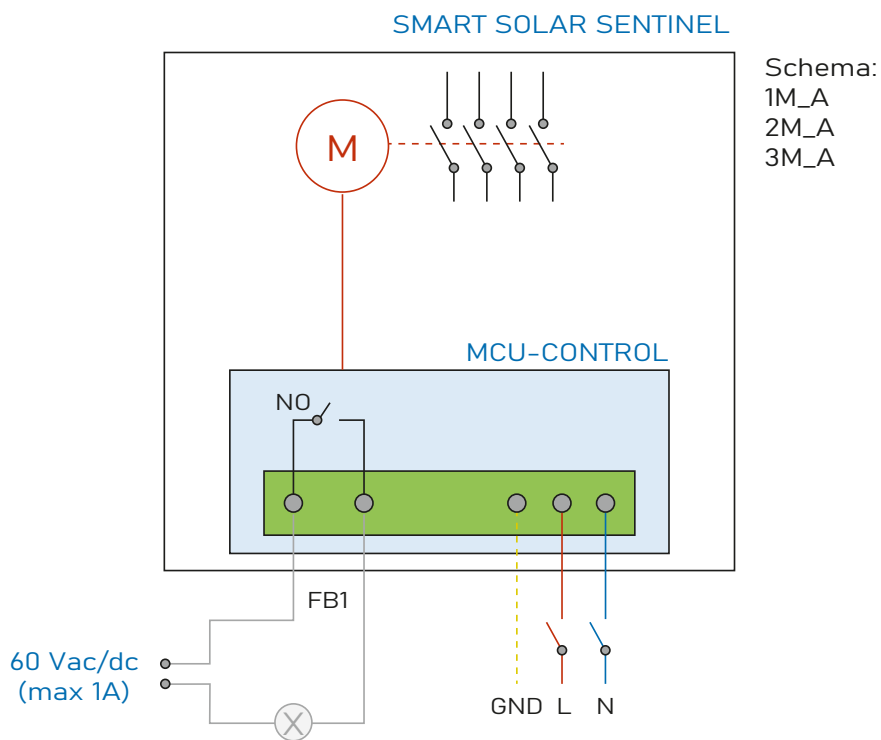 SMART SOLAR SENTINEL
Schema:
1M_A
2M_A
3M_A
M
MCU-CONTROL
NO
FB1
60 Vac/dc
(max 1A)
X
GND L N